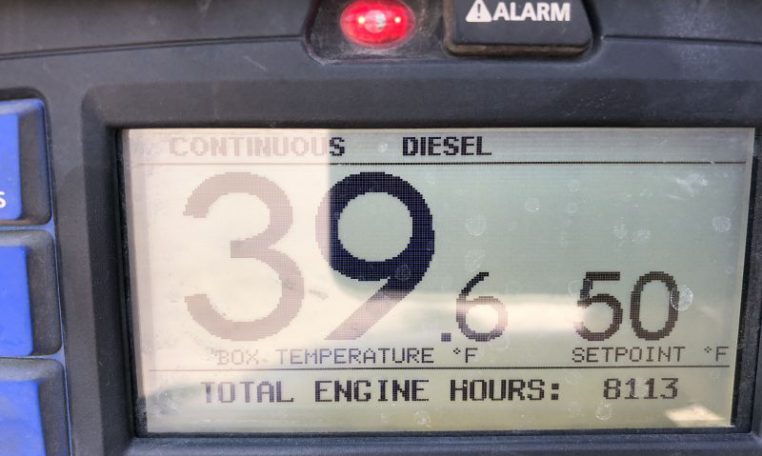 ⚠ALARM
S
CONTINUOUS DIESEL
39.6 50
BOX TEMPERATURE °F SETPOINT °F
TOTAL ENGINE HOURS: 8113